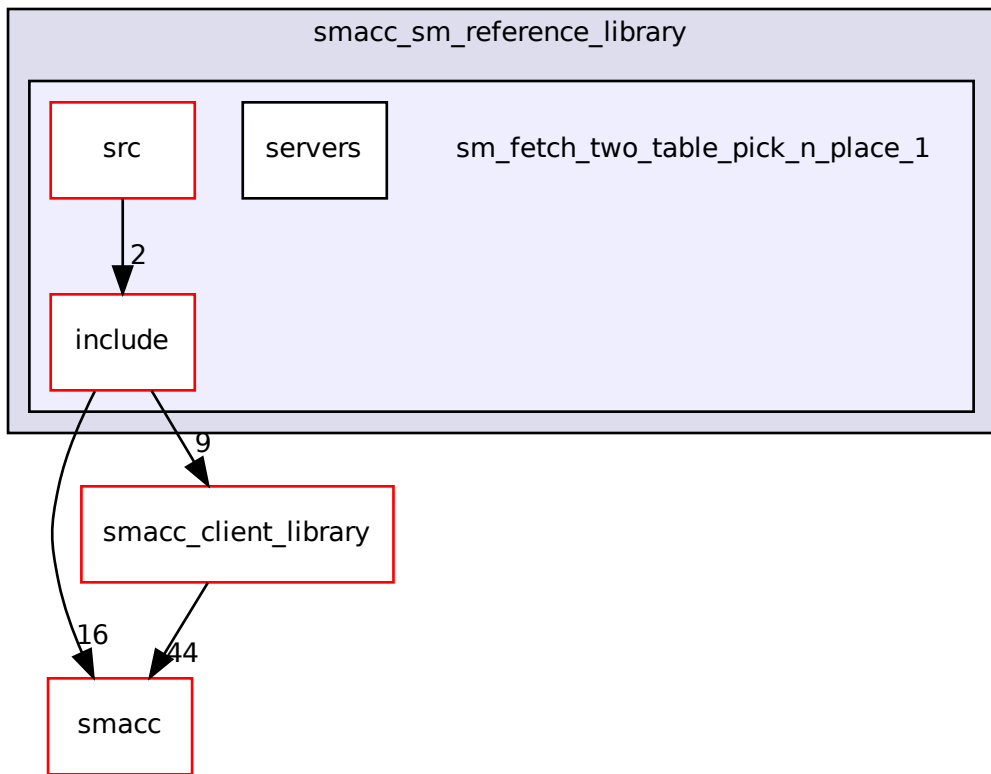 smacc_sm_reference_library
src
servers
sm_fetch_two_table_pick_n_place_1
2
include
9
smacc_client_library
16
44
smacc